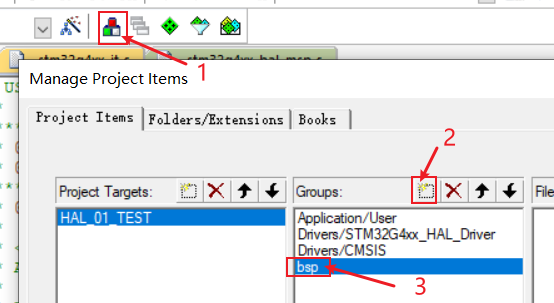 1
stm32g4xx_it.c stm32g4xx_hal_msp.c
US
Manage Project Items
Project Items Folders/Extensions Books
2
Project Targets: Groups: File
HAL_01_TEST
Application/User
Drivers/STM32G4xx_HAL_Driver
Drivers/CMSIS
bsp
3